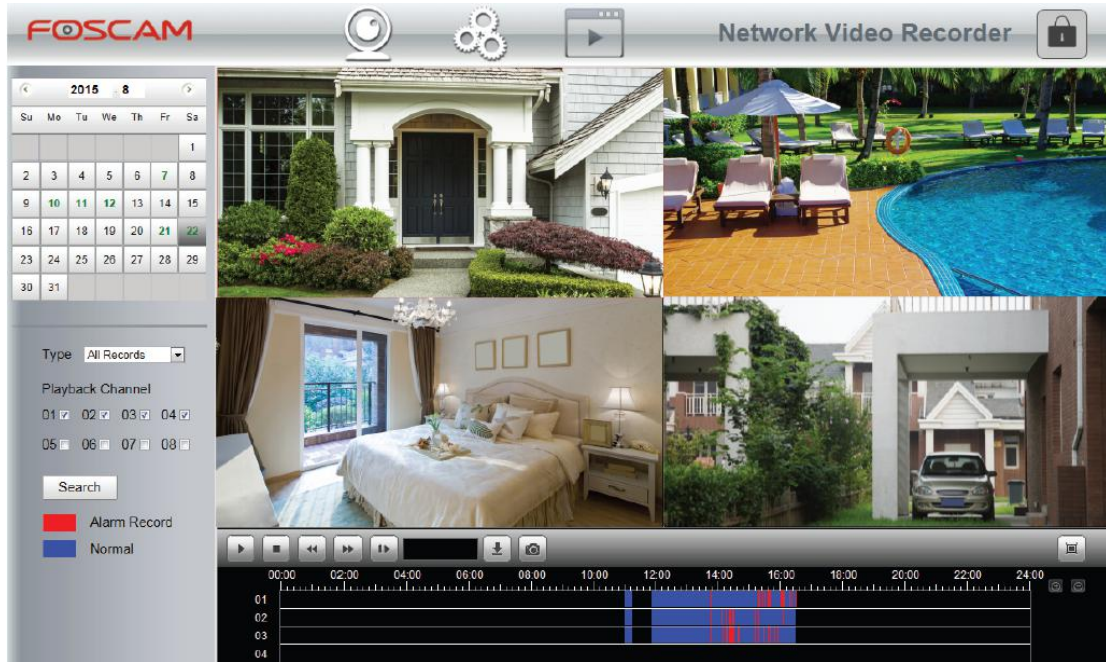 FOSCAM
Network Video Recorder
2015 . 8
Su Mo Tu We Th Fr Sa
1
2 3 4 5 6 7 8
9 10 11 12 13 14 15
16 17 18 19 20 21 22
23 24 25 26 27 28 29
30 31
Type All Records
Playback Channel
01 02 03 04
05 06 07 08
Search
Alarm Record
Normal
00:00 02:00 04:00 06:00 08:00 10:00 12:00 14:00 16:00 18:00 20:00 22:00 24:00
01
02
03
04